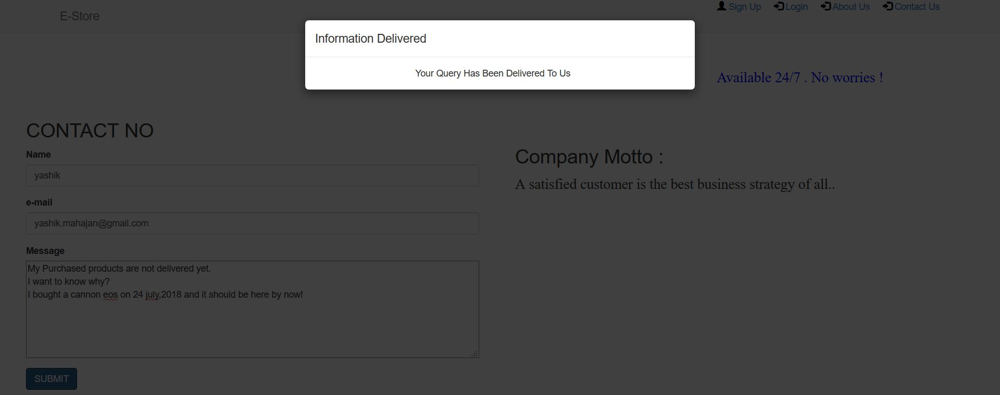 E-Store
Sign Up
Login
About Us
Contact Us
Information Delivered
Your Query Has Been Delivered To Us
Available 24/7 . No worries !
CONTACT NO
Name
yashik
e-mail
yashik.mahajan@gmail.com
Message
My Purchased products are not delivered yet.
I want to know why?
I bought a cannon eos on 24 july,2018 and it should be here by now!
SUBMIT
Company Motto :
A satisfied customer is the best business strategy of all..